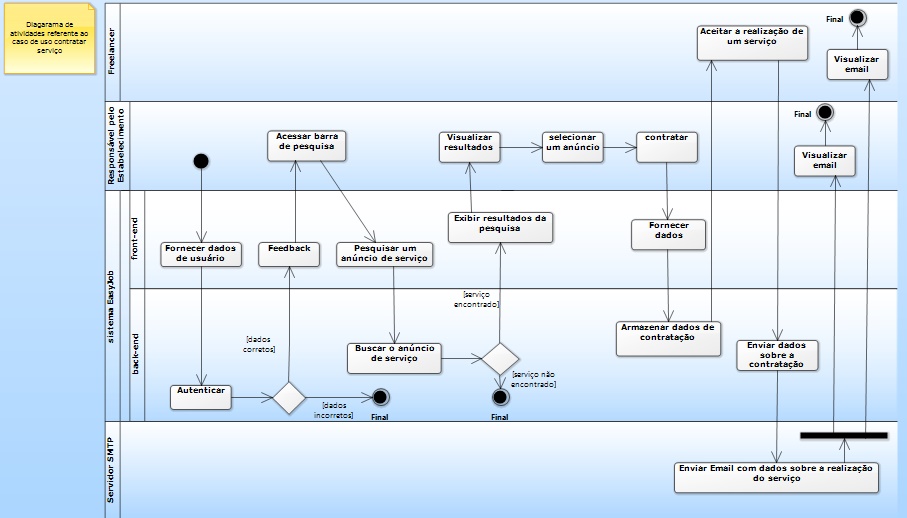 Diagarama de
atividades referente ao
caso de uso contratar
serviço
Freelancer
Aceitar a realização de
um serviço
Final
Visualizar
email
Responsável pelo
Estabelecimento
Acessar barra
de pesquisa
Visualizar
resultados
selecionar
um anúncio
contratar
Final
Visualizar
email
sistema EasyJob
front-end
Fornecer dados
de usuário
Feedback
Pesquisar um
anúncio de serviço
Exibir resultados da
pesquisa
Fornecer
dados
back-end
[serviço
encontrado]
[dados
corretos]
Buscar o anúncio
de serviço
Armazenar dados de
contratação
Enviar dados
sobre a
contratação
[serviço não
encontrado]
Autenticar
[dados
incorretos]
Final
Final
Servidor SMTP
Enviar Email com dados sobre a realização
do serviço